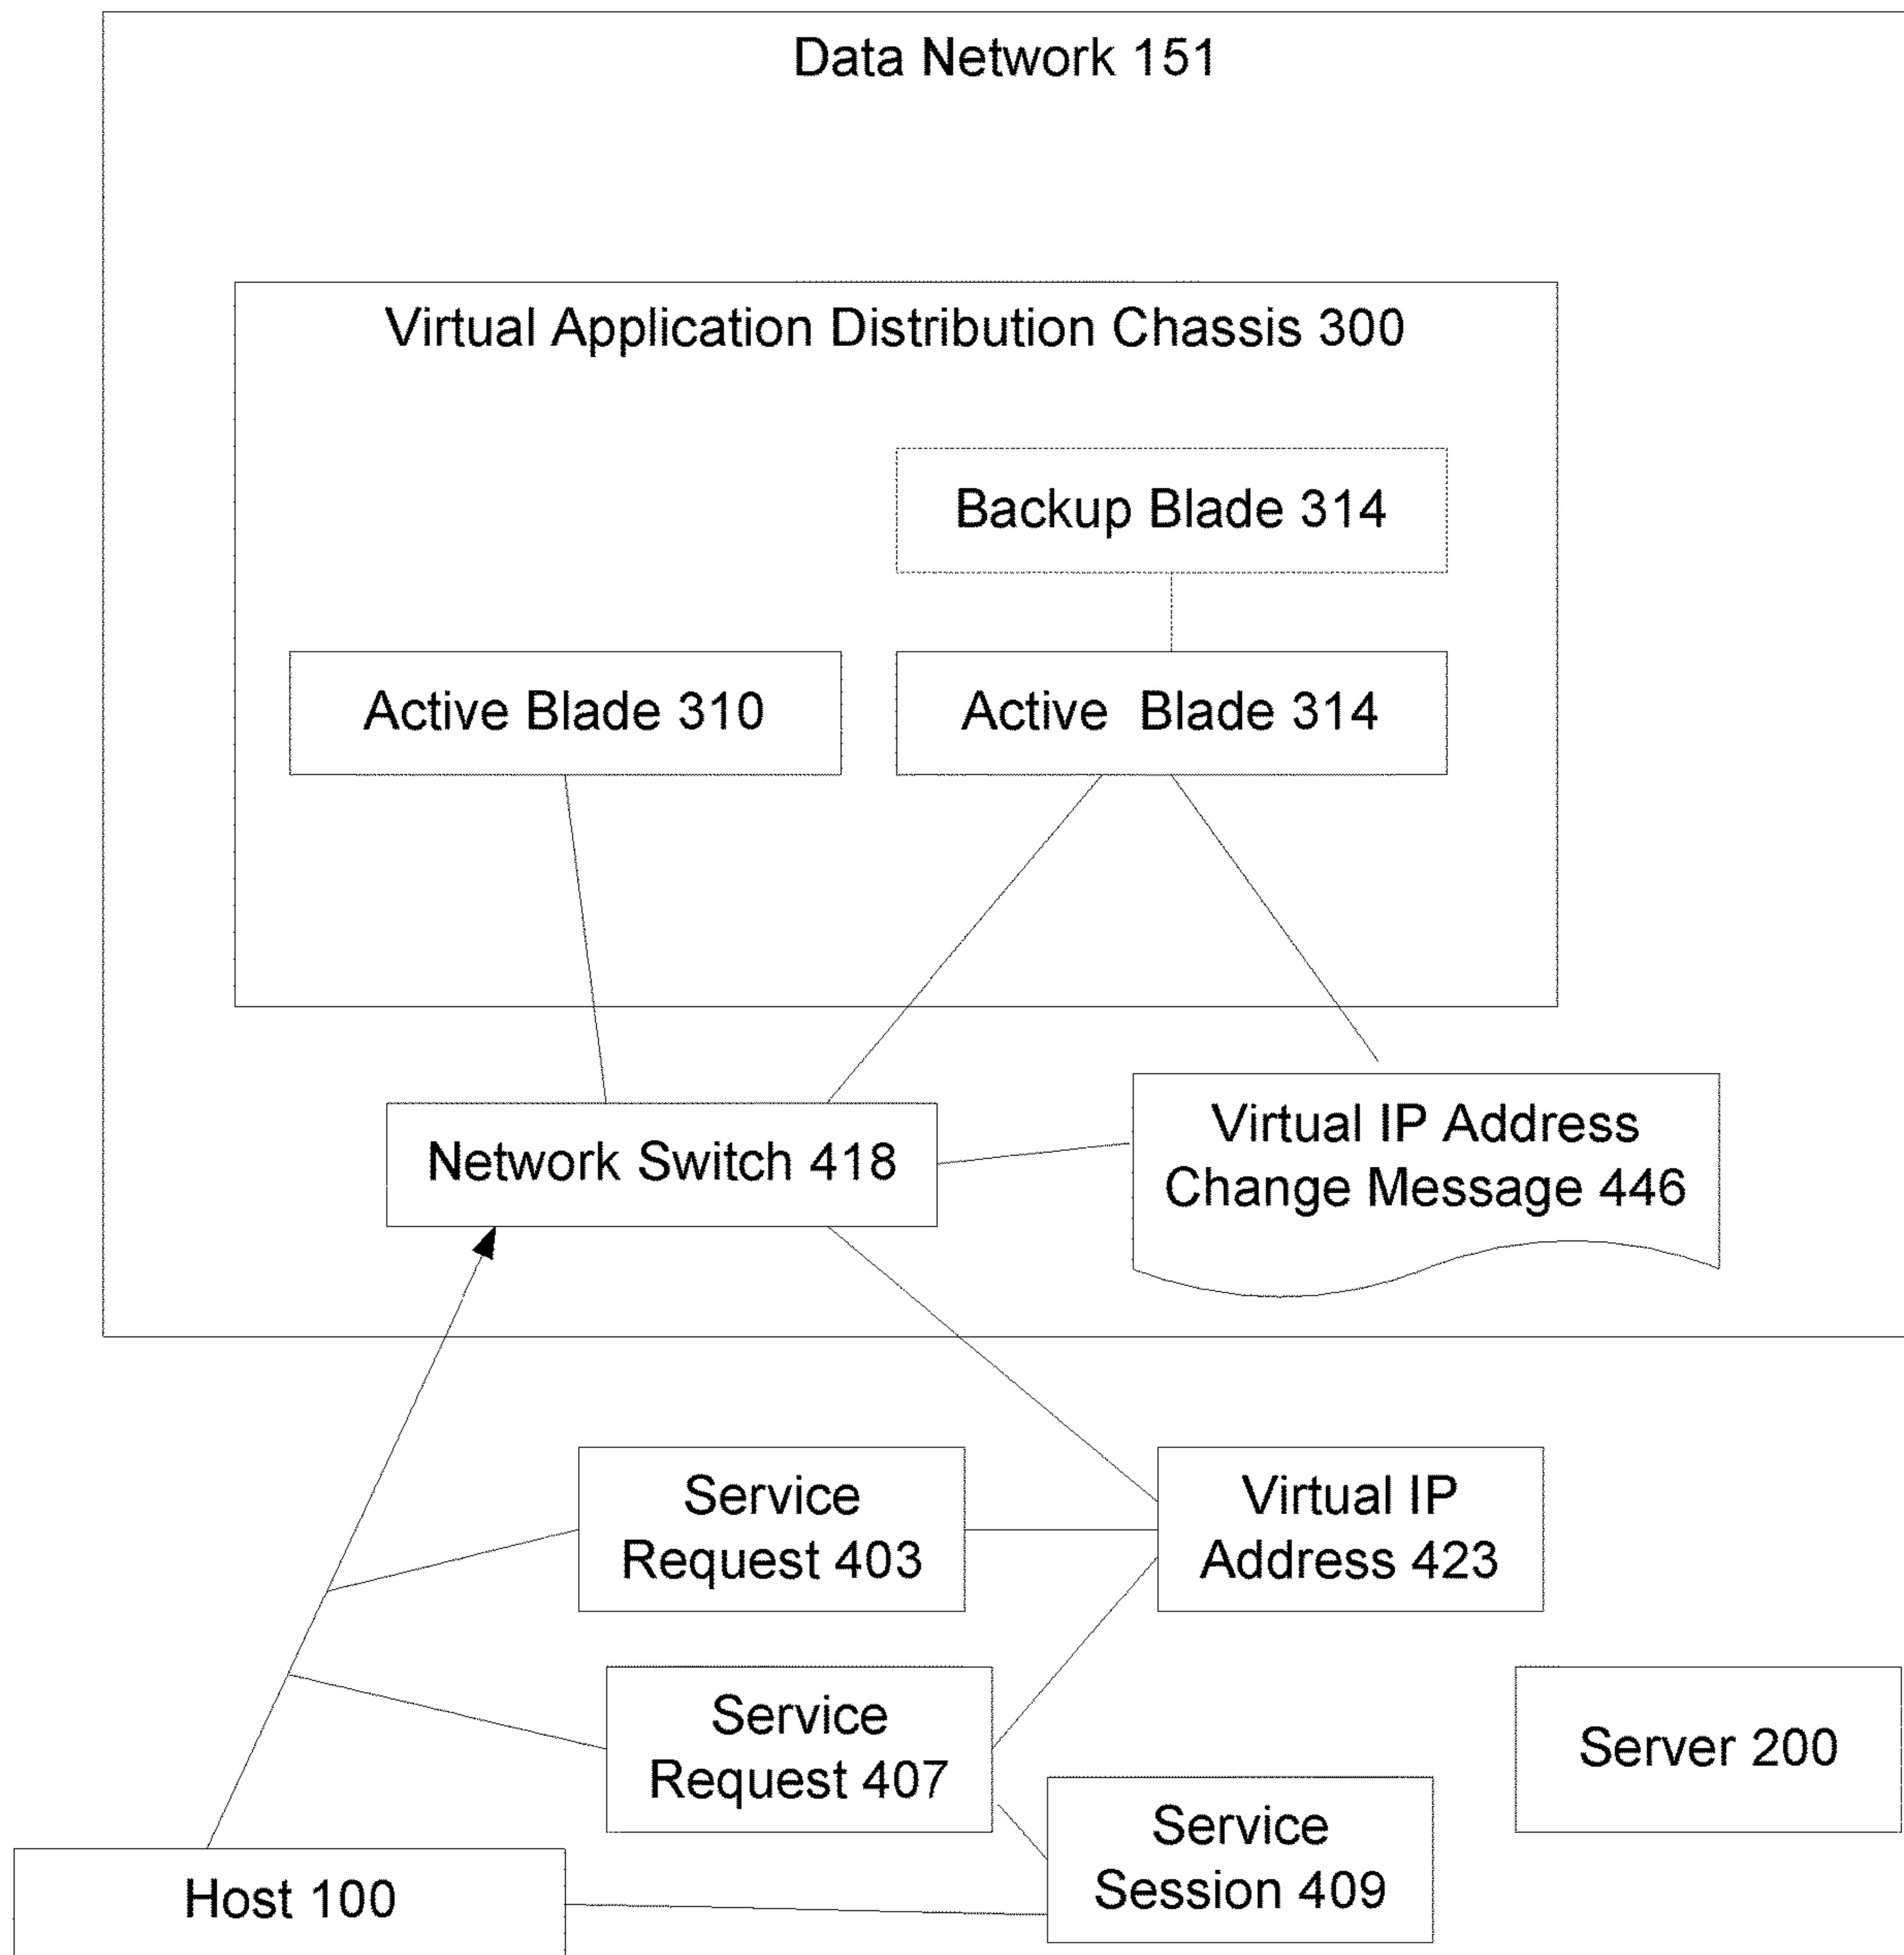 Data Network 151
Virtual Application Distribution Chassis 300
Backup Blade 314
Active Blade 310
Active Blade 314
Network Switch 418
Virtual IP Address
Change Message 446
Service
Request 403
Virtual IP
Address 423
Service
Request 407
Server 200
Service
Session 409
Host 100